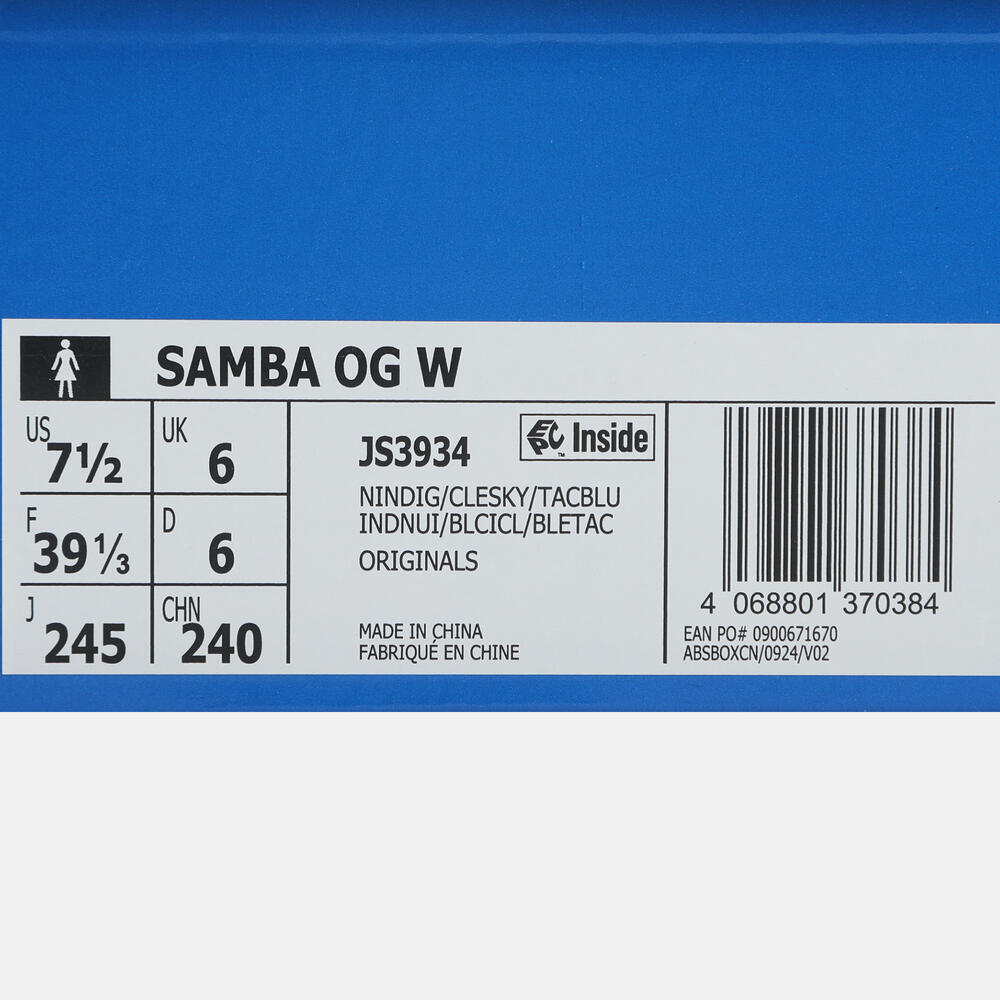 SAMBA OG W
US 7½
UK 6
F 39⅓
D 6
J 245
CHN 240
JS3934
EPC™ Inside
NINDIG/CLESKY/TACBLU
INDNUI/BLCICL/BLETAC
ORIGINALS
MADE IN CHINA
FABRIQUÉ EN CHINE
4 068801 370384
EAN PO# 0900671670
ABSBOXCN/0924/V02